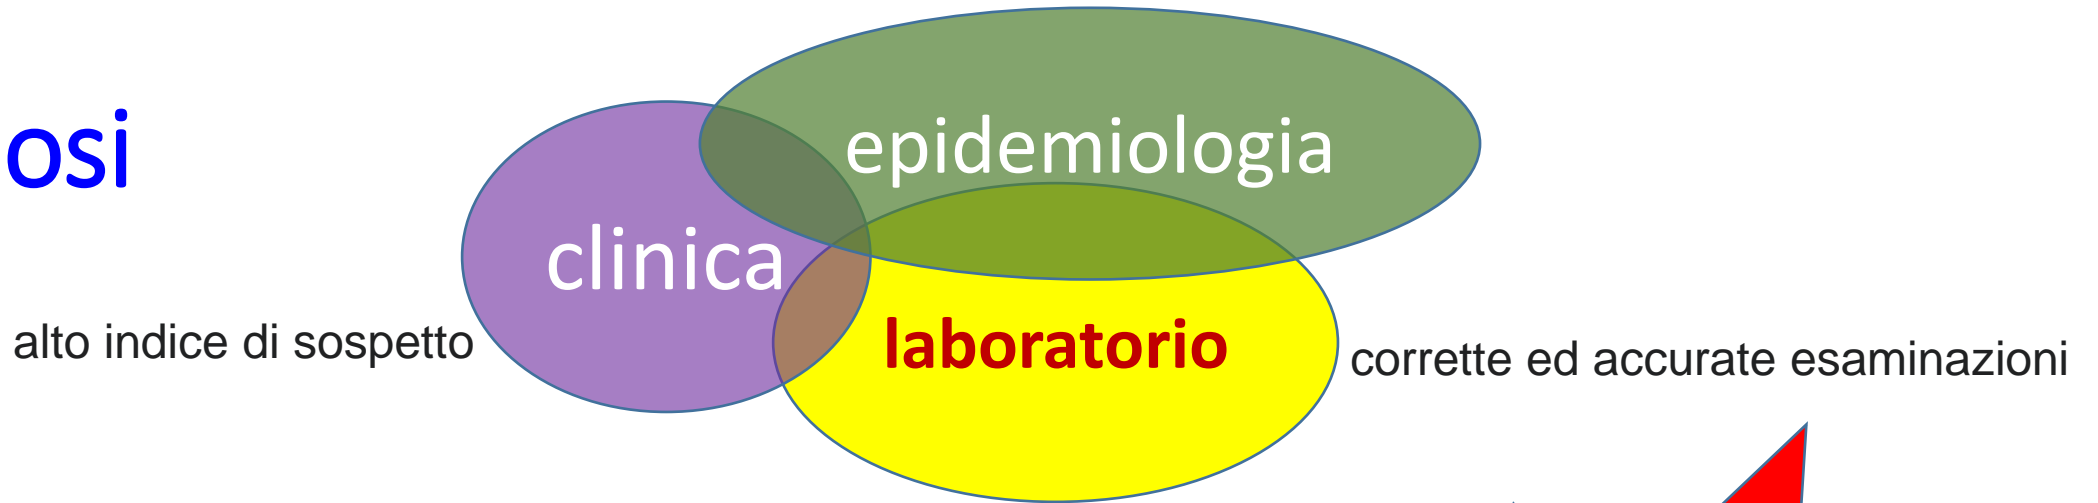 osi
epidemiologia
clinica
laboratorio
alto indice di sospetto
corrette ed accurate esaminazioni